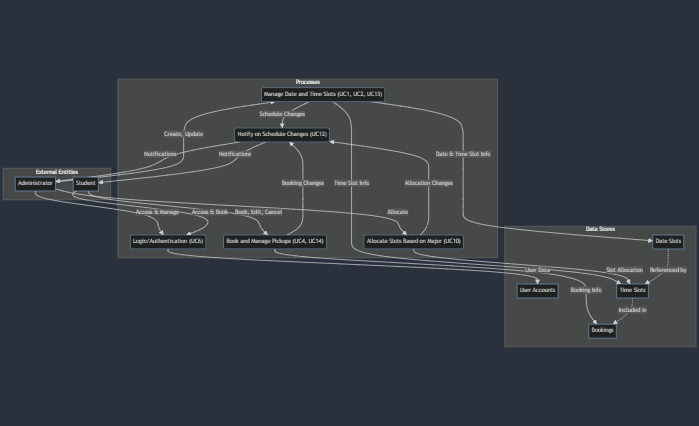 Processes
Manage Date and Time Slots (UC1, UC2, UC13)
Schedule Changes
Notify on Schedule Changes (UC12)
Create, Update
Notifications
Notifications
Date & Time Slot Info
External Entities
Administrator
Student
Booking Changes
Time Slot Info
Allocation Changes
Access & Manage
Access & Book
Book, Edit, Cancel
Allocate
Login/Authentication (UC6)
Book and Manage Pickups (UC4, UC14)
Allocate Slots Based on Major (UC10)
Data Stores
Date Slots
User Data
Slot Allocation
Referenced by
User Accounts
Booking Info
Time Slots
Included in
Bookings